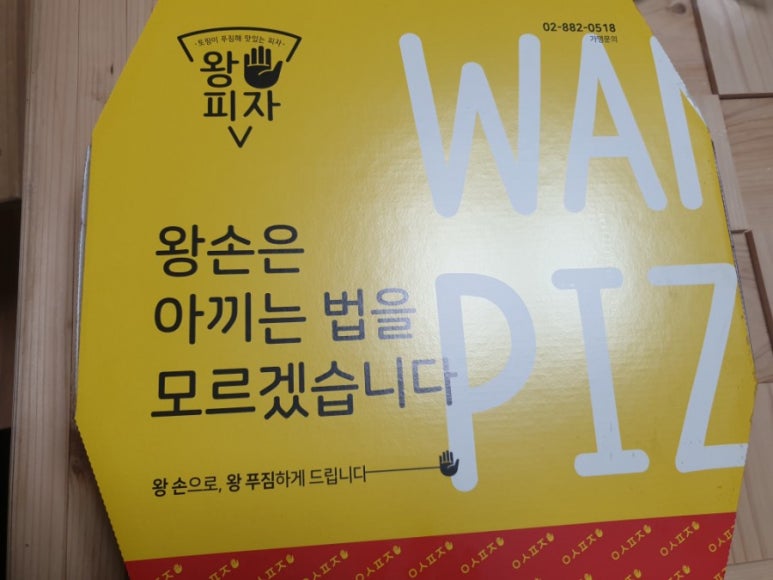 ·토핑이 푸짐해 맛있는 피자·
왕
피자
02-882-0518
가맹문의
WAN
PIZ
왕손은
아끼는 법을
모르겠습니다
왕 손으로, 왕 푸짐하게 드립니다